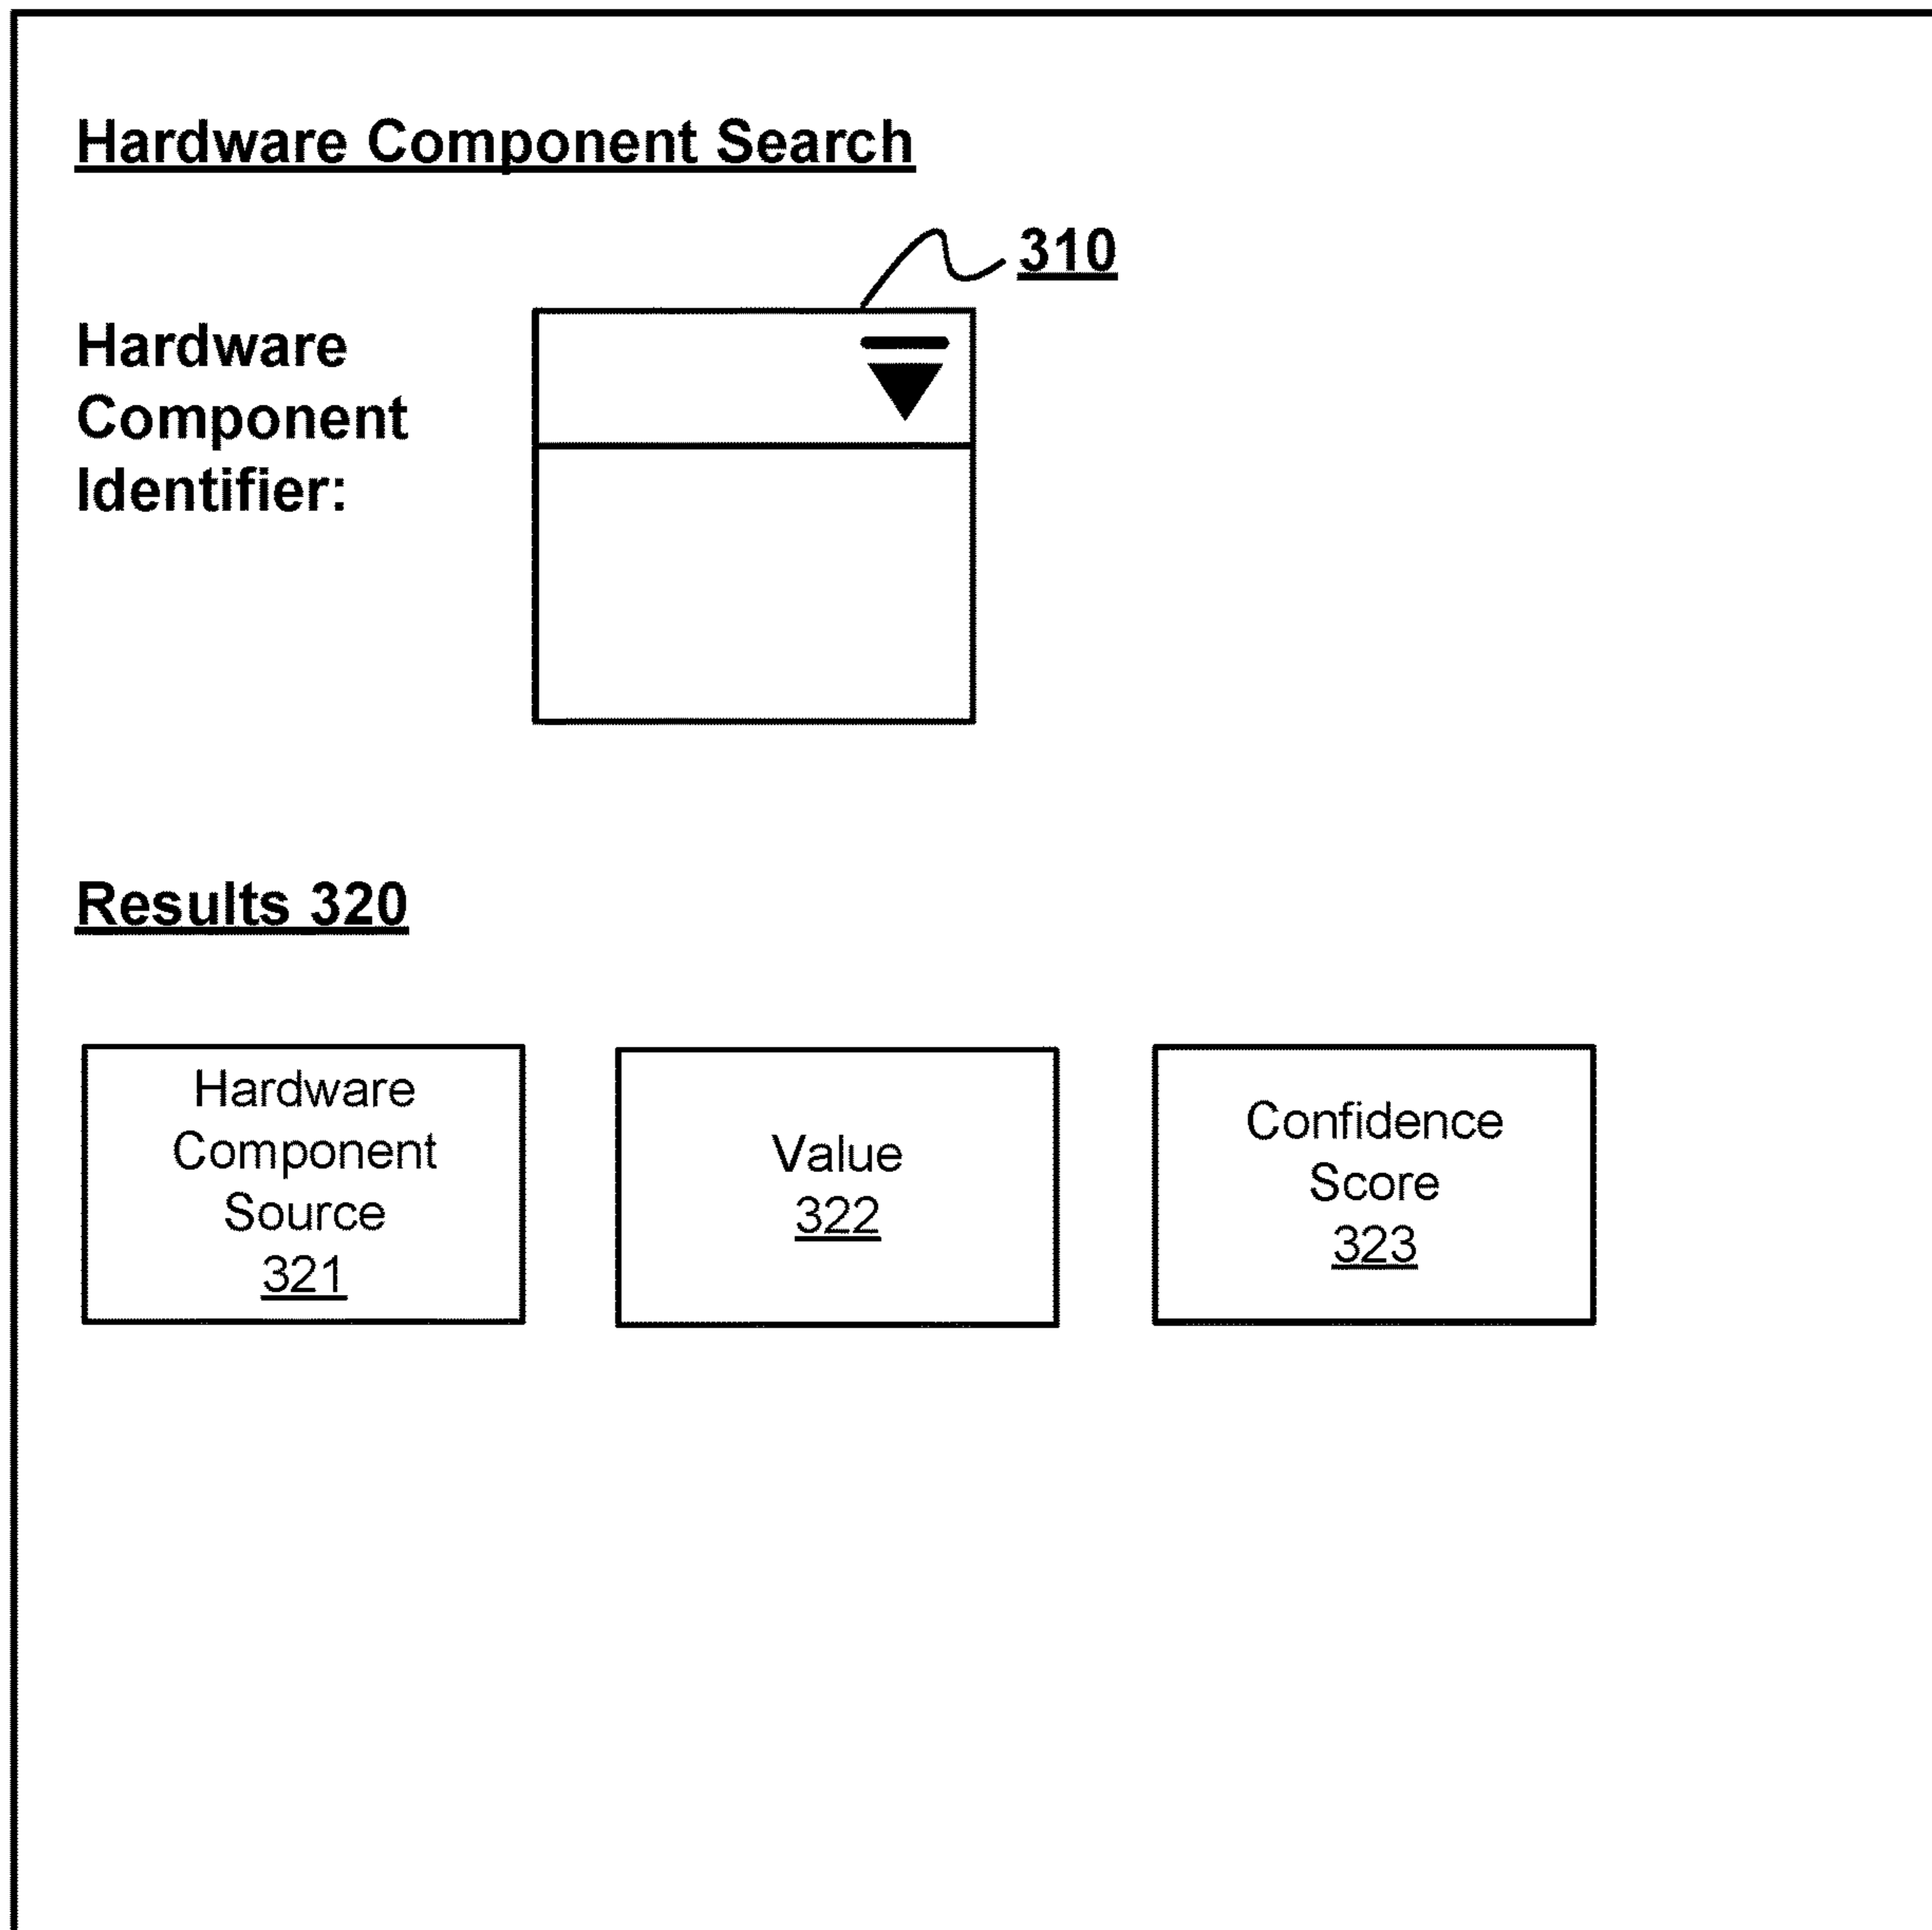 Hardware Component Search
310
Hardware
Component
Identifier:
Results 320
Hardware
Component
Source
321
Value
322
Confidence
Score
323